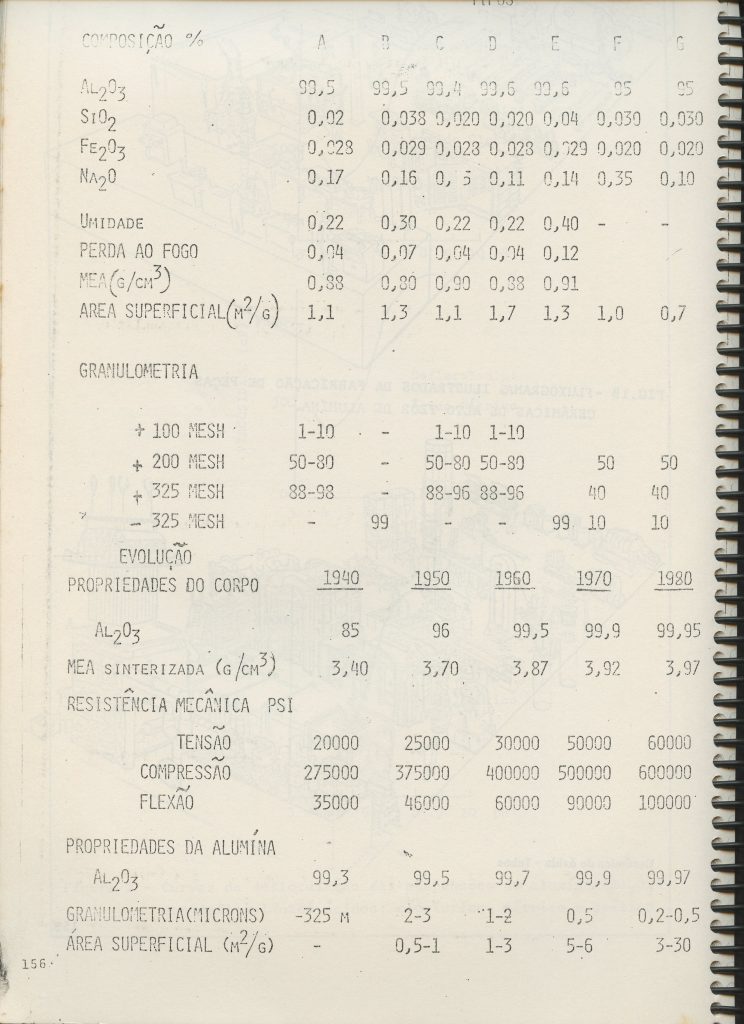 TIPOS
COMPOSIÇÃO % A B C D E F G
Al2O3 99,5 99,5 99,4 99,6 99,6 95 95
SiO2 0,02 0,038 0,020 0,020 0,04 0,030 0,030
Fe2O3 0,028 0,029 0,028 0,028 0,029 0,020 0,020
Na2O 0,17 0,16 0,11 0,14 0,35 0,10
UMIDADE 0,22 0,30 0,22 0,22 0,40 - -
PERDA AO FOGO 0,04 0,07 0,04 0,04 0,12
MEA(G/CM3) 0,88 0,80 0,90 0,88 0,91
AREA SUPERFICIAL(M2/G) 1,1 1,3 1,1 1,7 1,3 1,0 0,7
GRANULOMETRIA
+ 100 MESH 1-10 - 1-10 1-10
+ 200 MESH 50-80 - 50-80 50-80 50 50
+ 325 MESH 88-98 - 88-96 88-96 40 40
- 325 MESH - 99 - - 99 10 10
EVOLUÇÃO
PROPRIEDADES DO CORPO 1940 1950 1960 1970 1980
Al2O3 85 96 99,5 99,9 99,95
MEA SINTERIZADA (G/CM3) 3,40 3,70 3,87 3,92 3,97
RESISTÊNCIA MECÂNICA PSI
TENSÃO 20000 25000 30000 50000 60000
COMPRESSÃO 275000 375000 400000 500000 600000
FLEXÃO 35000 46000 60000 90000 100000
PROPRIEDADES DA ALUMÍNA
Al2O3 99,3 99,5 99,7 99,9 99,97
GRANULOMETRIA(MICRONS) -325 M 2-3 1-2 0,5 0,2-0,5
ÁREA SUPERFICIAL (M2/G) - 0,5-1 1-3 5-6 3-30
156